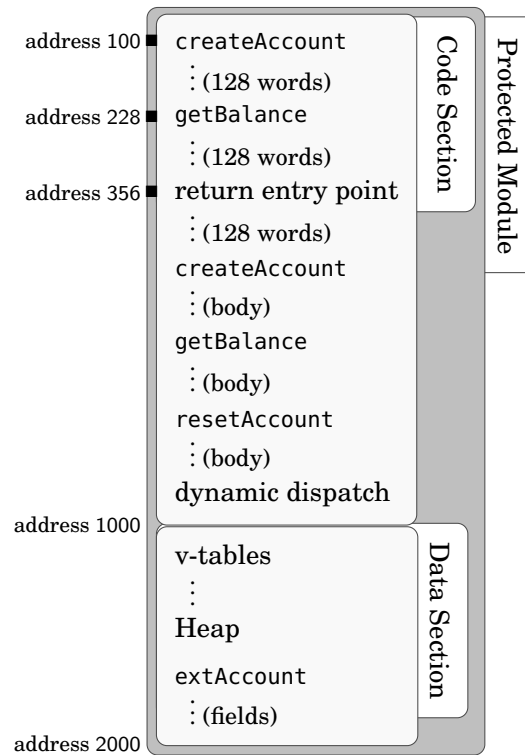 address 100
createAccount
⋮ (128 words)
address 228
getBalance
⋮ (128 words)
address 356
return entry point
⋮ (128 words)
createAccount
⋮ (body)
getBalance
⋮ (body)
resetAccount
⋮ (body)
dynamic dispatch
Code Section
Protected Module
address 1000
v-tables
⋮
Heap
extAccount
⋮ (fields)
Data Section
address 2000